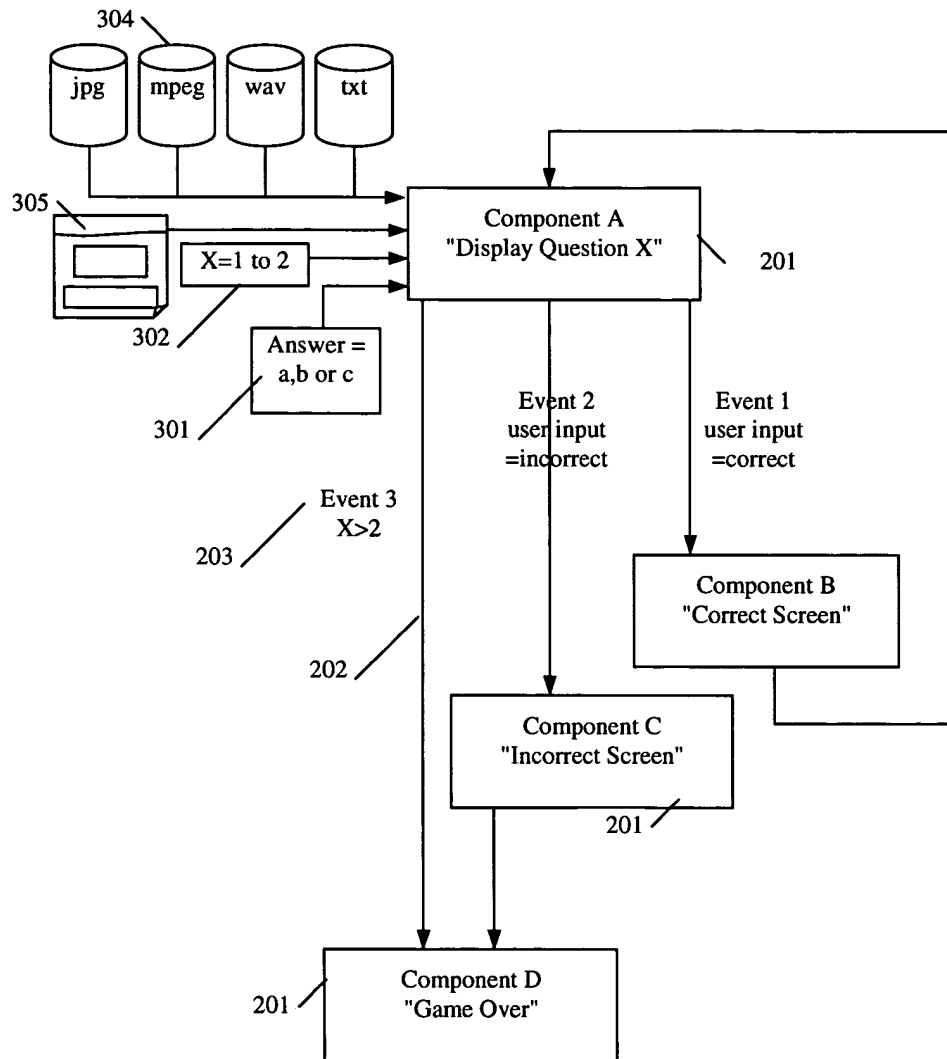 304
jpg
mpeg
wav
txt
305
Component A
"Display Question X"
201
X=1 to 2
302
Answer =
a,b or c
301
Event 2
user input
=incorrect
Event 1
user input
=correct
Event 3
X>2
203
Component B
"Correct Screen"
202
Component C
"Incorrect Screen"
201
Component D
"Game Over"
201